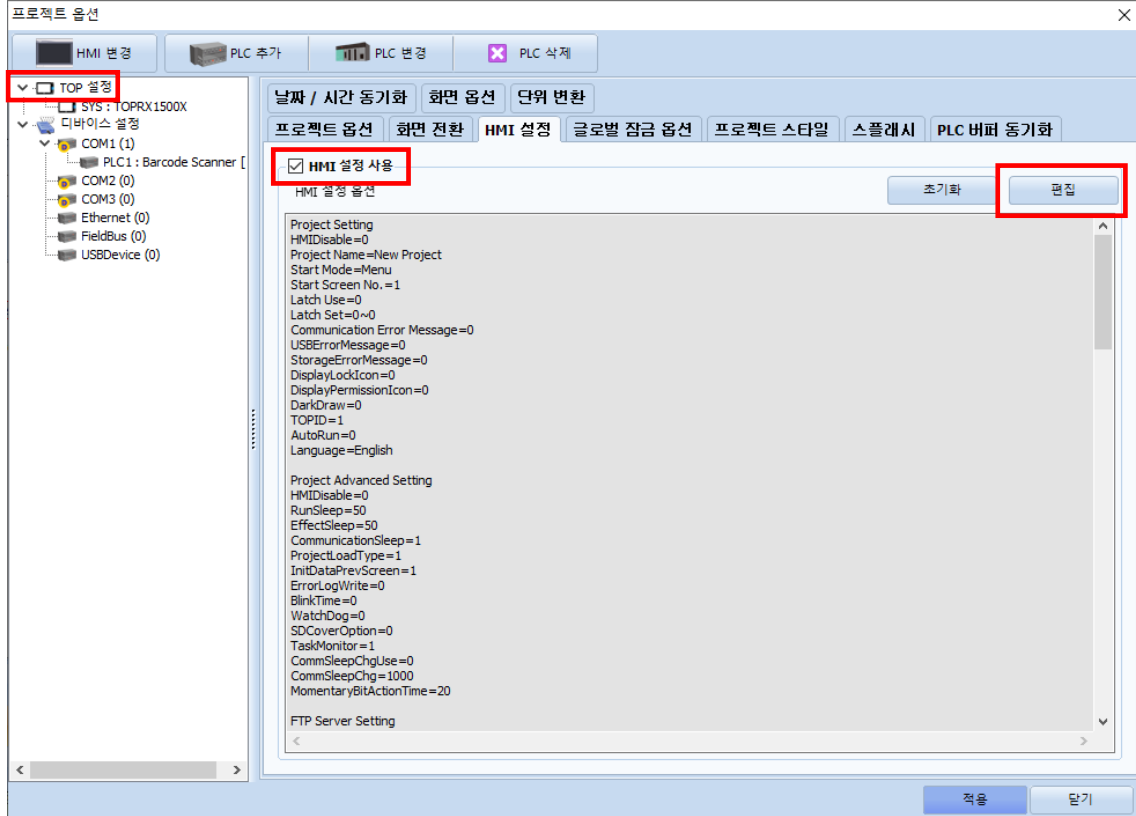 프로젝트 옵션
HMI 변경 PLC 추가 PLC 변경 PLC 삭제
TOP 설정
SYS : TOPRX1500X
디바이스 설정
COM1 (1)
PLC1 : Barcode Scanner [
COM2 (0)
COM3 (0)
Ethernet (0)
FieldBus (0)
USBDevice (0)
날짜 / 시간 동기화 화면 옵션 단위 변환
프로젝트 옵션 화면 전환 HMI 설정 글로벌 잠금 옵션 프로젝트 스타일 스플래시 PLC 버퍼 동기화
HMI 설정 사용
HMI 설정 옵션 초기화 편집
Project Setting
HMIDisable=0
Project Name=New Project
Start Mode=Menu
Start Screen No.=1
Latch Use=0
Latch Set=0~0
Communication Error Message=0
USBErrorMessage=0
StorageErrorMessage=0
DisplayLockIcon=0
DisplayPermissionIcon=0
DarkDraw=0
TOPID=1
AutoRun=0
Language=English
Project Advanced Setting
HMIDisable=0
RunSleep=50
EffectSleep=50
CommunicationSleep=1
ProjectLoadType=1
InitDataPrevScreen=1
ErrorLogWrite=0
BlinkTime=0
WatchDog=0
SDCoverOption=0
TaskMonitor=1
CommSleepChgUse=0
CommSleepChg=1000
MomentaryBitActionTime=20
FTP Server Setting
적용 닫기